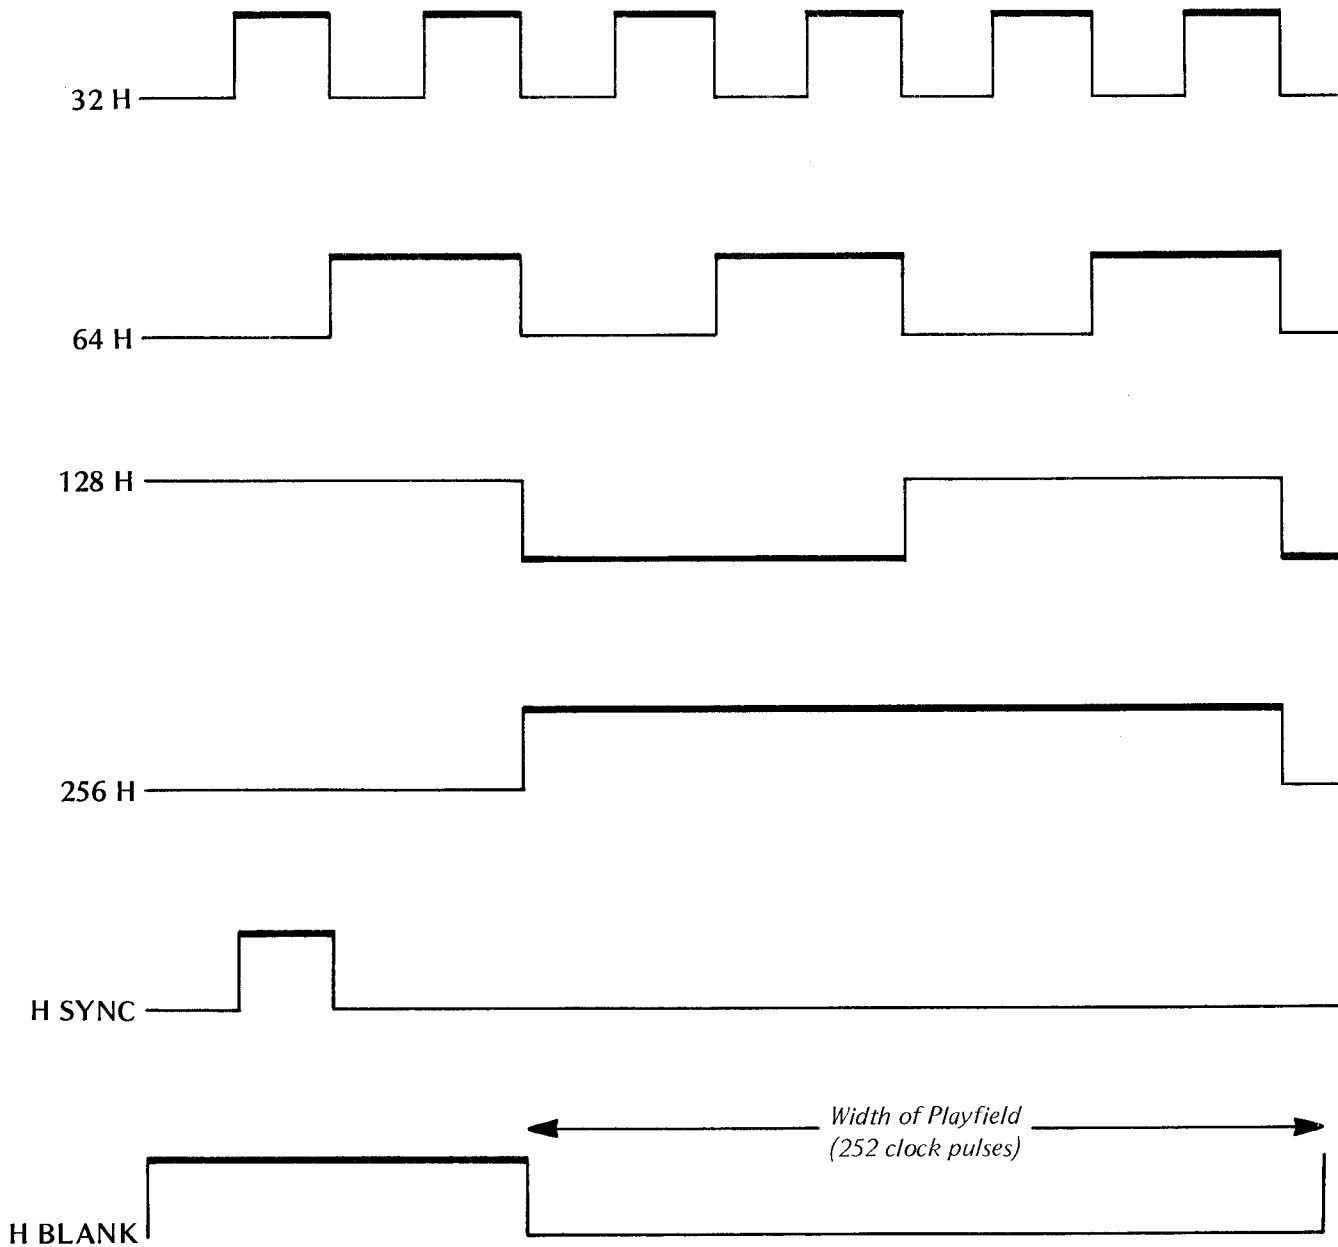 32 H
64 H
128 H
256 H
H SYNC
Width of Playfield
(252 clock pulses)
H BLANK